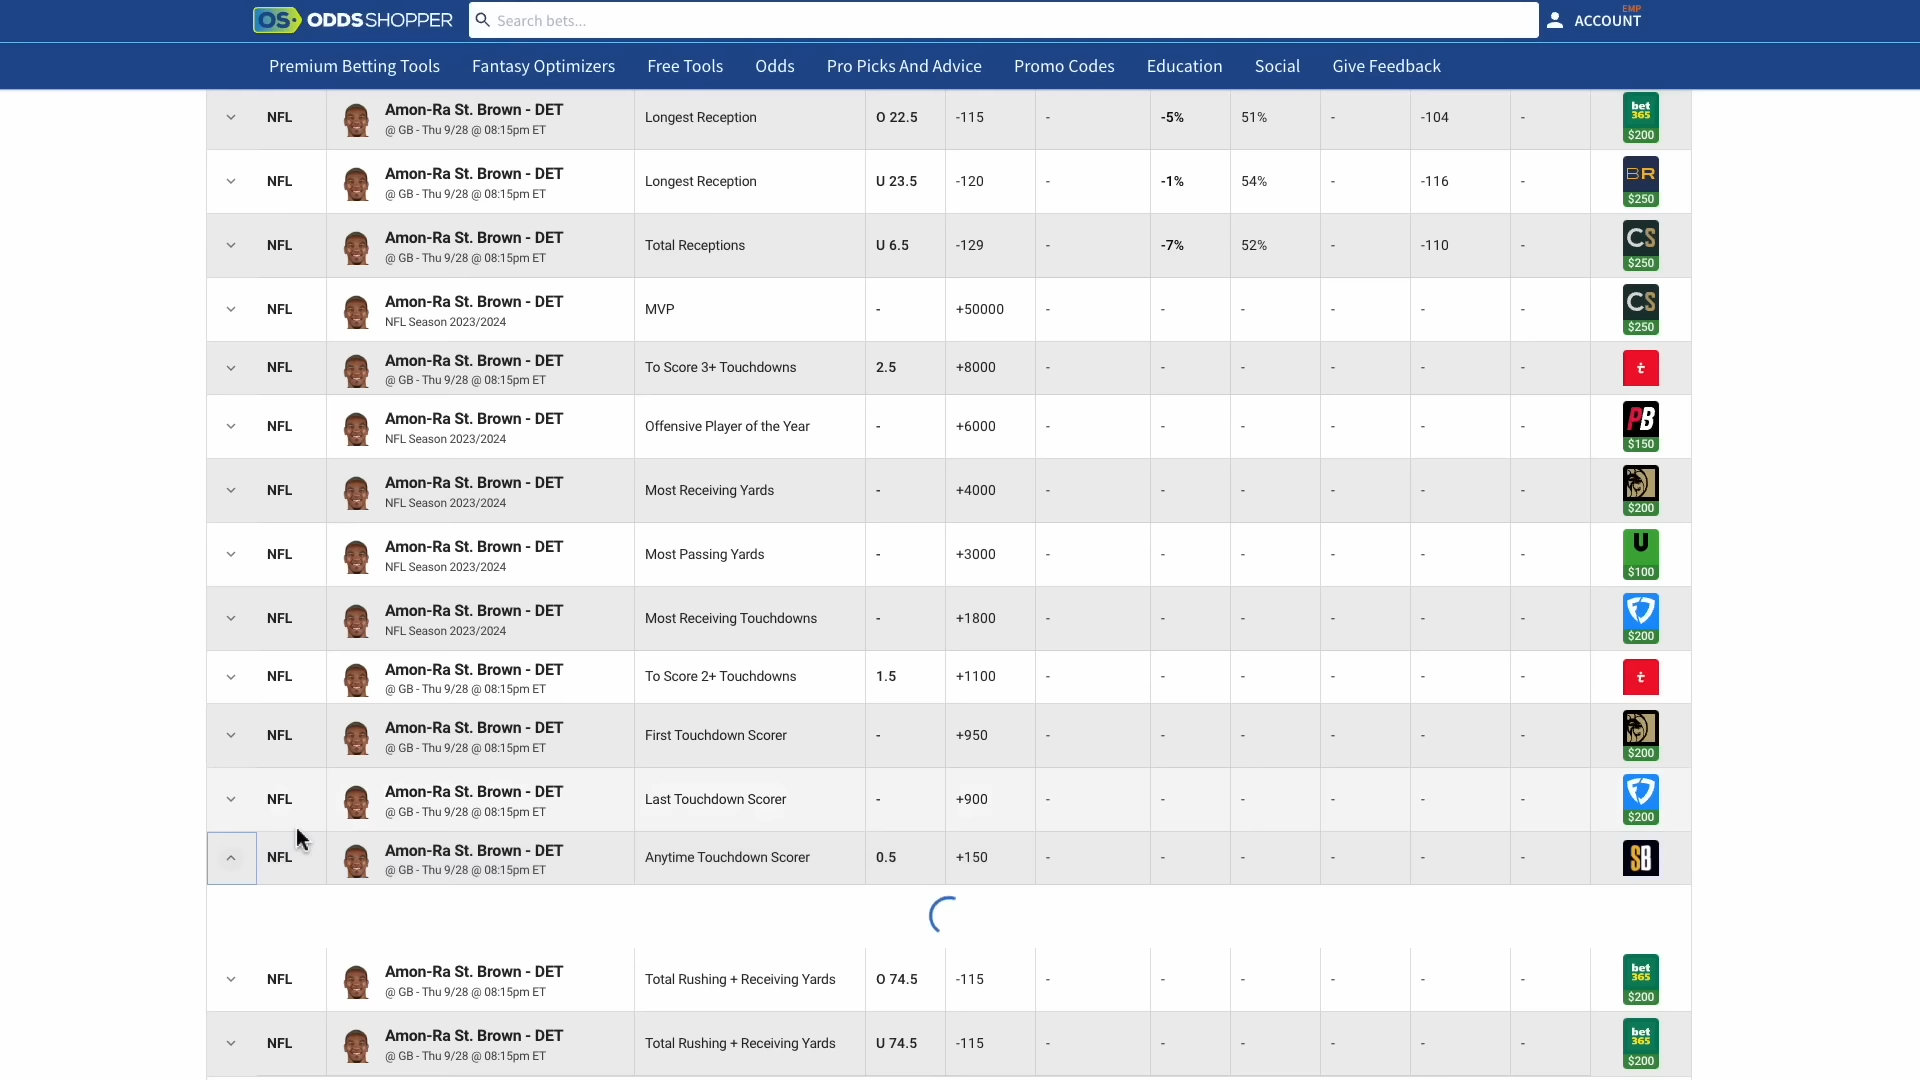 OS ODDSSHOPPER Search bets... EMP ACCOUNT
Premium Betting Tools Fantasy Optimizers Free Tools Odds Pro Picks And Advice Promo Codes Education Social Give Feedback
NFL Amon-Ra St. Brown - DET Longest Reception O 22.5 -115 - -5% 51% - -104 - bet365
@ GB - Thu 9/28 @ 08:15pm ET $200
NFL Amon-Ra St. Brown - DET Longest Reception U 23.5 -120 - -1% 54% - -116 - BR
@ GB - Thu 9/28 @ 08:15pm ET $250
NFL Amon-Ra St. Brown - DET Total Receptions U 6.5 -129 - -7% 52% - -110 - CS
@ GB - Thu 9/28 @ 08:15pm ET $250
NFL Amon-Ra St. Brown - DET MVP - +50000 - - - - - - CS
NFL Season 2023/2024 $250
NFL Amon-Ra St. Brown - DET To Score 3+ Touchdowns 2.5 +8000 - - - - - - t
@ GB - Thu 9/28 @ 08:15pm ET
NFL Amon-Ra St. Brown - DET Offensive Player of the Year - +6000 - - - - - - PB
NFL Season 2023/2024 $150
NFL Amon-Ra St. Brown - DET Most Receiving Yards - +4000 - - - - - -
NFL Season 2023/2024 $200
NFL Amon-Ra St. Brown - DET Most Passing Yards - +3000 - - - - - - U
NFL Season 2023/2024 $100
NFL Amon-Ra St. Brown - DET Most Receiving Touchdowns - +1800 - - - - - -
NFL Season 2023/2024 $200
NFL Amon-Ra St. Brown - DET To Score 2+ Touchdowns 1.5 +1100 - - - - - - t
@ GB - Thu 9/28 @ 08:15pm ET
NFL Amon-Ra St. Brown - DET First Touchdown Scorer - +950 - - - - - -
@ GB - Thu 9/28 @ 08:15pm ET $200
NFL Amon-Ra St. Brown - DET Last Touchdown Scorer - +900 - - - - - -
@ GB - Thu 9/28 @ 08:15pm ET $200
NFL Amon-Ra St. Brown - DET Anytime Touchdown Scorer 0.5 +150 - - - - - - SB
@ GB - Thu 9/28 @ 08:15pm ET
NFL Amon-Ra St. Brown - DET Total Rushing + Receiving Yards O 74.5 -115 - - - - - - bet365
@ GB - Thu 9/28 @ 08:15pm ET $200
NFL Amon-Ra St. Brown - DET Total Rushing + Receiving Yards U 74.5 -115 - - - - - - bet365
@ GB - Thu 9/28 @ 08:15pm ET $200